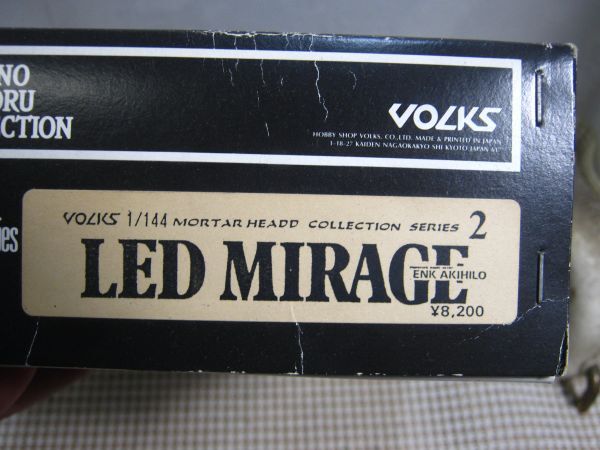 NO
ORU
CTION
VOLKS
HOBBY SHOP VOLKS. CO., LTD. MADE & PRINTED IN JAPAN
1-18-27 KAIDEN NAGAOKAKYO SHI KYOTO JAPAN 617
VOLKS 1/144 MORTAR HEADD COLLECTION SERIES 2
LED MIRAGE
ENK AKIHILO
¥8,200